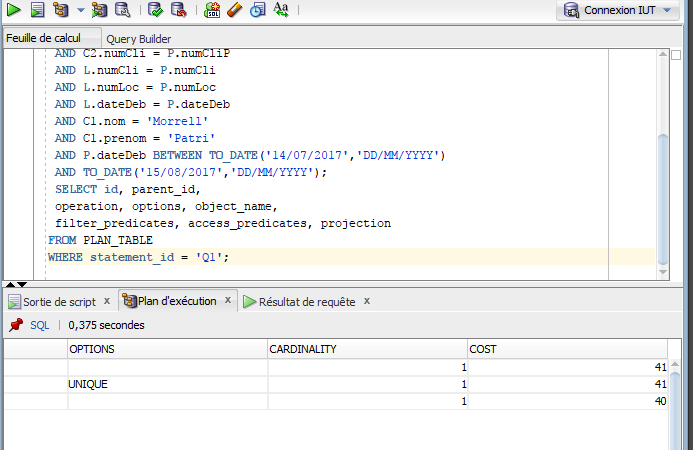 Connexion IUT
Feuille de calcul Query Builder
AND C2.numCli = P.numCliP
AND L.numCli = P.numCli
AND L.numLoc = P.numLoc
AND L.dateDeb = P.dateDeb
AND C1.nom = 'Morrell'
AND C1.prenom = 'Patri'
AND P.dateDeb BETWEEN TO_DATE('14/07/2017','DD/MM/YYYY')
AND TO_DATE('15/08/2017','DD/MM/YYYY');
SELECT id, parent_id,
operation, options, object_name,
filter_predicates, access_predicates, projection
FROM PLAN_TABLE
WHERE statement_id = 'Q1';
Sortie de script x Plan d'exécution x Résultat de requête x
SQL | 0,375 secondes
OPTIONS CARDINALITY COST
1 41
UNIQUE 1 41
1 40